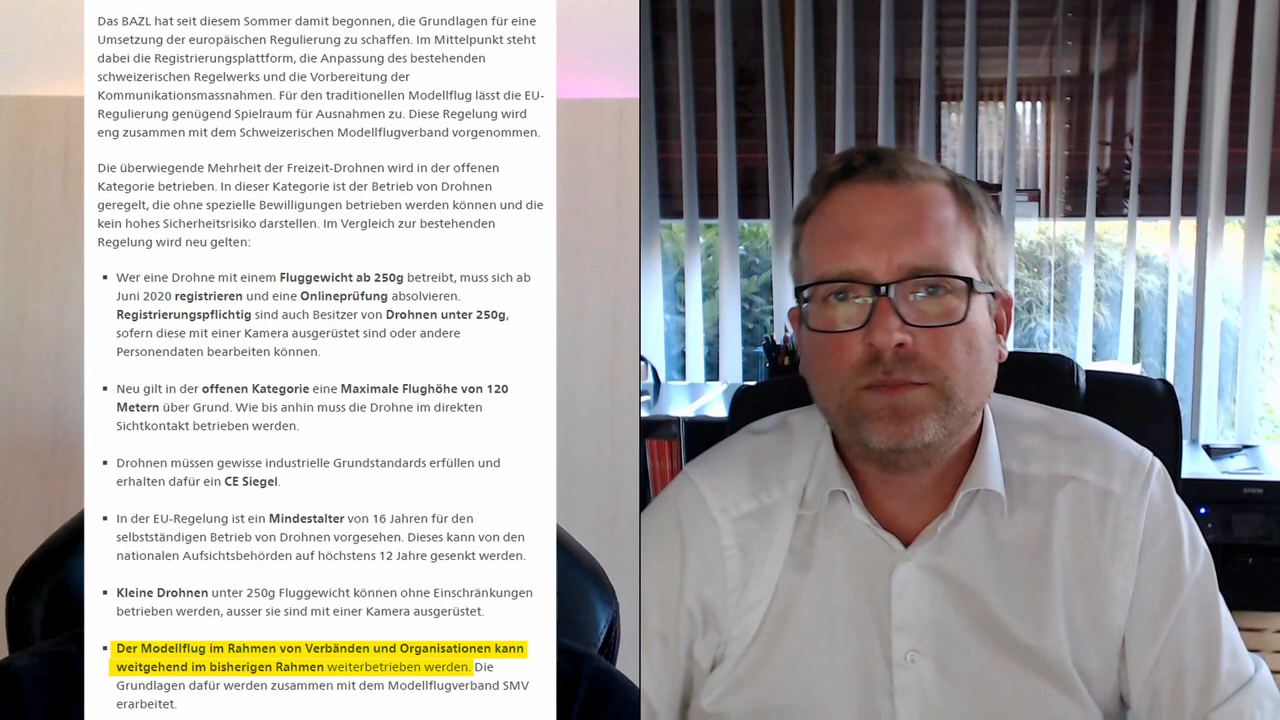 Das BAZL hat seit diesem Sommer damit begonnen, die Grundlagen für eine
Umsetzung der europäischen Regulierung zu schaffen. Im Mittelpunkt steht
dabei die Registrierungsplattform, die Anpassung des bestehenden
schweizerischen Regelwerks und die Vorbereitung der
Kommunikationsmassnahmen. Für den traditionellen Modellflug lässt die EU-
Regulierung genügend Spielraum für Ausnahmen zu. Diese Regelung wird
eng zusammen mit dem Schweizerischen Modellflugverband vorgenommen.
Die überwiegende Mehrheit der Freizeit-Drohnen wird in der offenen
Kategorie betrieben. In dieser Kategorie ist der Betrieb von Drohnen
geregelt, die ohne spezielle Bewilligungen betrieben werden können und die
kein hohes Sicherheitsrisiko darstellen. Im Vergleich zur bestehenden
Regelung wird neu gelten:
▪ Wer eine Drohne mit einem Fluggewicht ab 250g betreibt, muss sich ab
Juni 2020 registrieren und eine Onlineprüfung absolvieren.
Registrierungspflichtig sind auch Besitzer von Drohnen unter 250g,
sofern diese mit einer Kamera ausgerüstet sind oder andere
Personendaten bearbeiten können.
▪ Neu gilt in der offenen Kategorie eine Maximale Flughöhe von 120
Metern über Grund. Wie bis anhin muss die Drohne im direkten
Sichtkontakt betrieben werden.
▪ Drohnen müssen gewisse industrielle Grundstandards erfüllen und
erhalten dafür ein CE Siegel.
▪ In der EU-Regelung ist ein Mindestalter von 16 Jahren für den
selbstständigen Betrieb von Drohnen vorgesehen. Dieses kann von den
nationalen Aufsichtsbehörden auf höchstens 12 Jahre gesenkt werden.
▪ Kleine Drohnen unter 250g Fluggewicht können ohne Einschränkungen
betrieben werden, ausser sie sind mit einer Kamera ausgerüstet.
▪ Der Modellflug im Rahmen von Verbänden und Organisationen kann
weitgehend im bisherigen Rahmen weiterbetrieben werden. Die
Grundlagen dafür werden zusammen mit dem Modellflugverband SMV
erarbeitet.